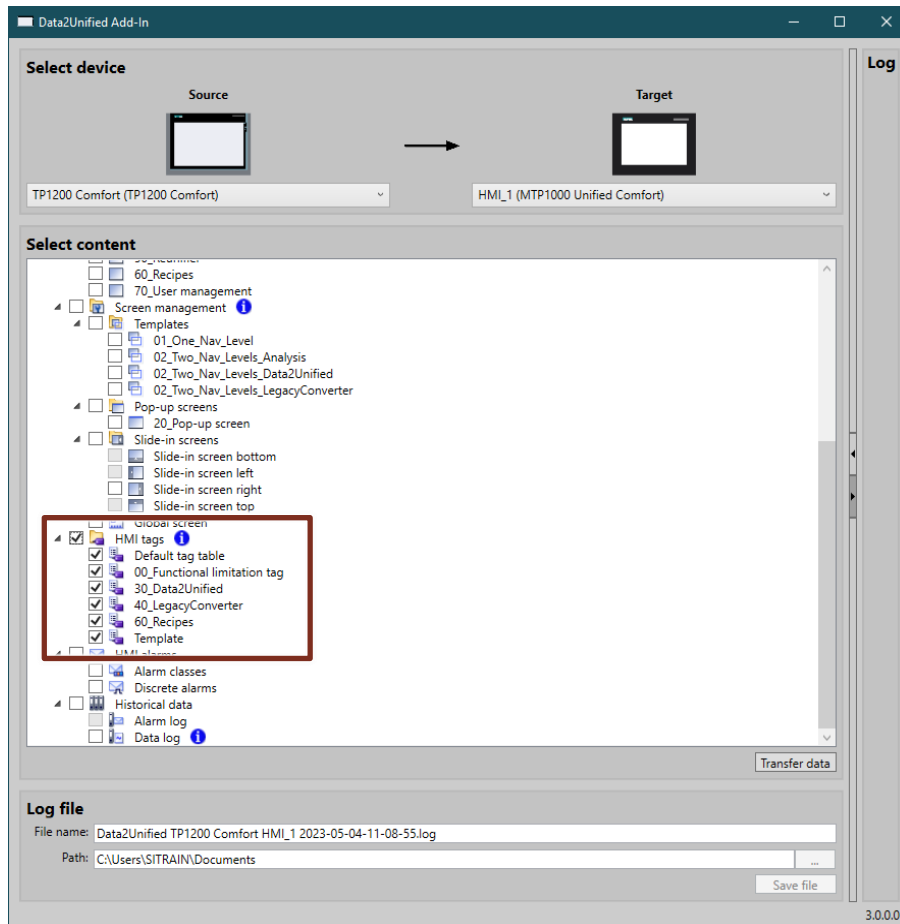 Data2Unified Add-In
Select device
Log
Source
Target
TP1200 Comfort (TP1200 Comfort)
HMI_1 (MTP1000 Unified Comfort)
Select content
60_Recipes
70_User management
Screen management
Templates
01_One_Nav_Level
02_Two_Nav_Levels_Analysis
02_Two_Nav_Levels_Data2Unified
02_Two_Nav_Levels_LegacyConverter
Pop-up screens
20_Pop-up screen
Slide-in screens
Slide-in screen bottom
Slide-in screen left
Slide-in screen right
Slide-in screen top
Global screen
HMI tags
Default tag table
00_Functional limitation tag
30_Data2Unified
40_LegacyConverter
60_Recipes
Template
HMI alarms
Alarm classes
Discrete alarms
Historical data
Alarm log
Data log
Transfer data
Log file
File name: Data2Unified TP1200 Comfort HMI_1 2023-05-04-11-08-55.log
Path: C:\Users\SITRAIN\Documents
...
Save file
3.0.0.0